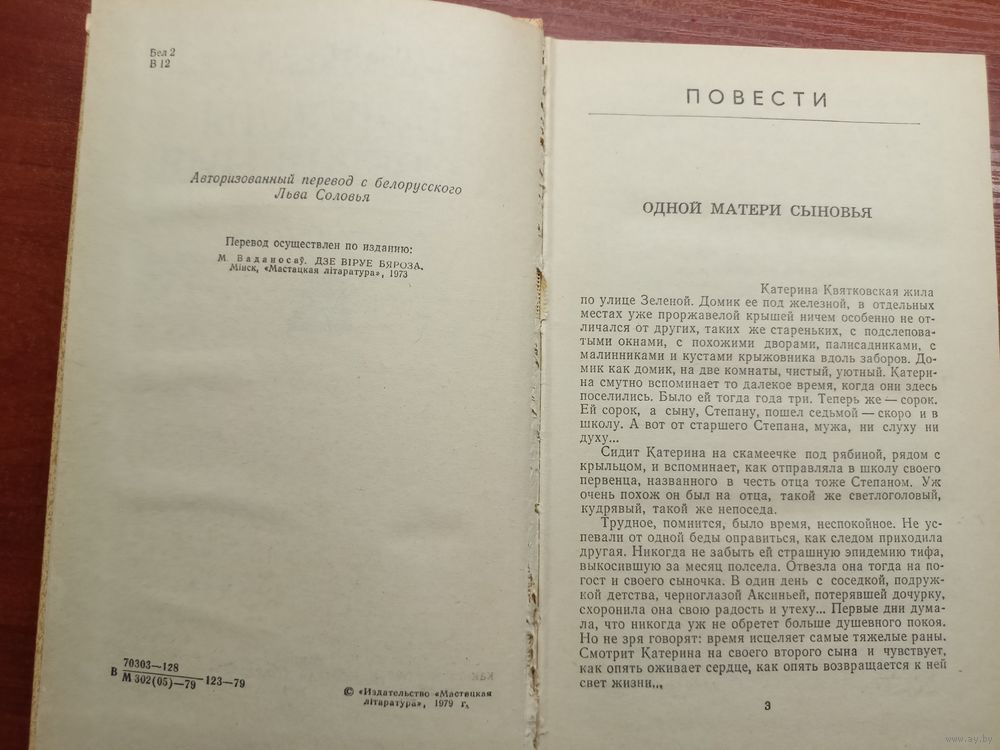 Бел 2
В 12
Авторизованный перевод с белорусского
Льва Соловья
Перевод осуществлен по изданию:
М. Ваданосаў. ДЗЕ ВІРУЕ БЯРОЗА.
Мінск, «Мастацкая літаратура», 1973
70303—128
В ——— 123—79
М 302(05)—79
© «Издательство «Мастецкая
літаратура», 1979 г.
ПОВЕСТИ
ОДНОЙ МАТЕРИ СЫНОВЬЯ
Катерина Квятковская жила
по улице Зеленой. Домик ее под железной, в отдельных
местах уже проржавелой крышей ничем особенно не от-
личался от других, таких же стареньких, с подслепова-
тыми окнами, с похожими дворами, палисадниками, с
малинниками и кустами крыжовника вдоль заборов. До-
мик как домик, на две комнаты, чистый, уютный. Катери-
на смутно вспоминает то далекое время, когда они здесь
поселились. Было ей тогда года три. Теперь же — сорок.
Ей сорок, а сыну, Степану, пошел седьмой — скоро и в
школу. А вот от старшего Степана, мужа, ни слуху ни
духу...
Сидит Катерина на скамеечке под рябиной, рядом с
крыльцом, и вспоминает, как отправляла в школу своего
первенца, названного в честь отца тоже Степаном. Уж
очень похож он был на отца, такой же светлоголовый,
кудрявый, такой же непоседа.
Трудное, помнится, было время, неспокойное. Не ус-
певали от одной беды оправиться, как следом приходила
другая. Никогда не забыть ей страшную эпидемию тифа,
выкосившую за месяц полсела. Отвезла она тогда на по-
гост и своего сыночка. В один день с соседкой, подруж-
кой детства, черноглазой Аксиньей, потерявшей дочурку,
схоронила она свою радость и утеху... Первые дни дума-
ла, что никогда уж не обретет больше душевного покоя.
Но не зря говорят: время исцеляет самые тяжелые раны.
Смотрит Катерина на своего второго сына и чувствует,
как опять оживает сердце, как опять возвращается к ней
свет жизни...
3
www.ay.by